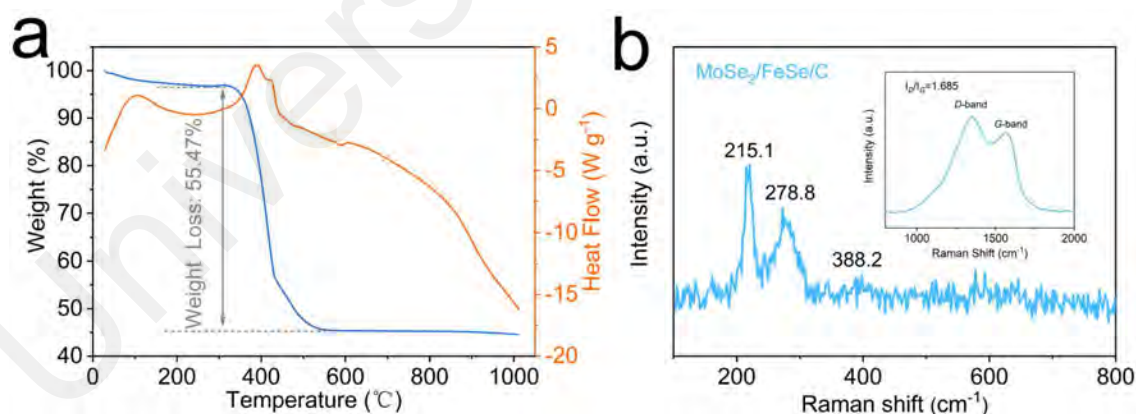 a
100
90
80
70
60
50
40
Weight (%)
Weight Loss: 55.47%
0
200
400
600
800
1000
Temperature (℃)
5
0
-5
-10
-15
-20
Heat Flow (W g⁻¹)
b
MoSe₂/FeSe/C
215.1
278.8
388.2
Intensity (a.u.)
200
400
600
800
Raman shift (cm⁻¹)
I_D/I_G=1.685
D-band
G-band
Intensity (a.u.)
1000
1500
2000
Raman Shift (cm⁻¹)
Univers